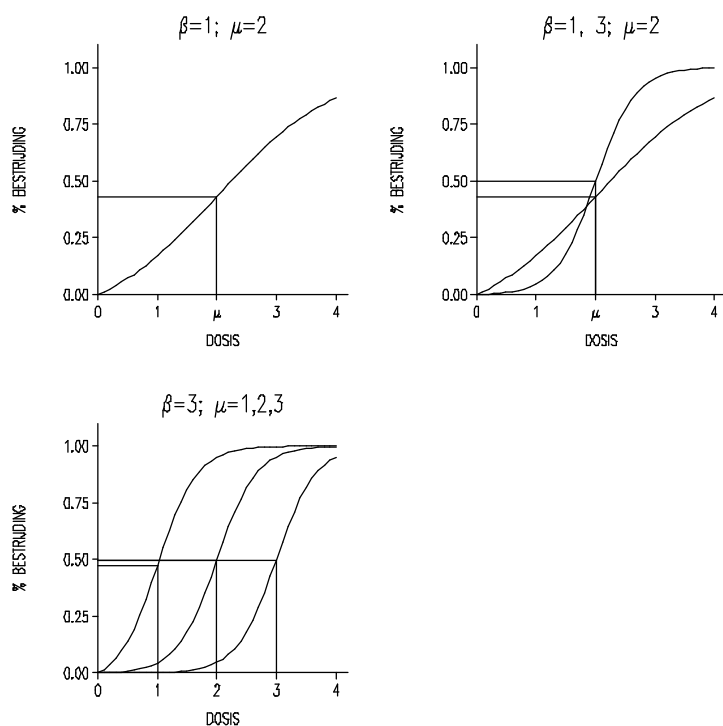 β=1; μ=2
1.00
0.75
0.50
0.25
0.00
% BESTRIJDING
0 1 μ 3 4
DOSIS
β=1, 3; μ=2
1.00
0.75
0.50
0.25
0.00
% BESTRIJDING
0 1 μ 3 4
DOSIS
β=3; μ=1,2,3
1.00
0.75
0.50
0.25
0.00
% BESTRIJDING
0 1 2 3 4
DOSIS